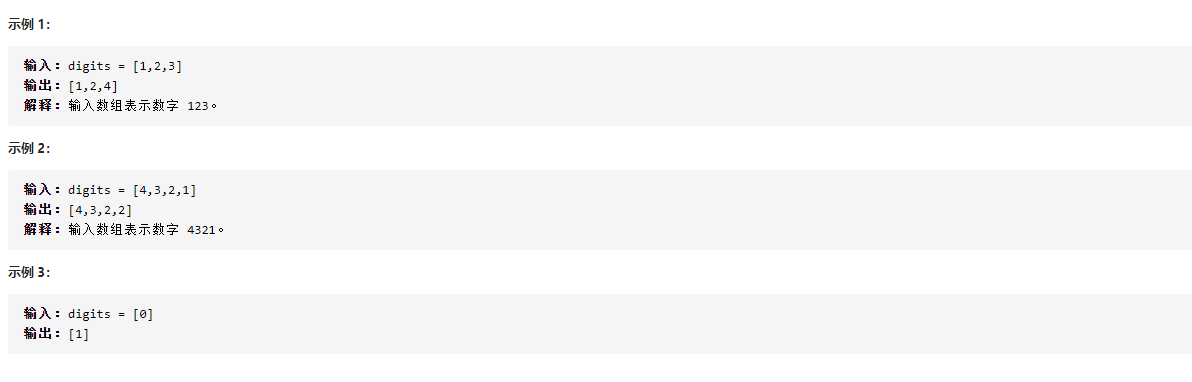 示例 1：
输入：digits = [1,2,3]
输出：[1,2,4]
解释：输入数组表示数字 123。
示例 2：
输入：digits = [4,3,2,1]
输出：[4,3,2,2]
解释：输入数组表示数字 4321。
示例 3：
输入：digits = [0]
输出：[1]